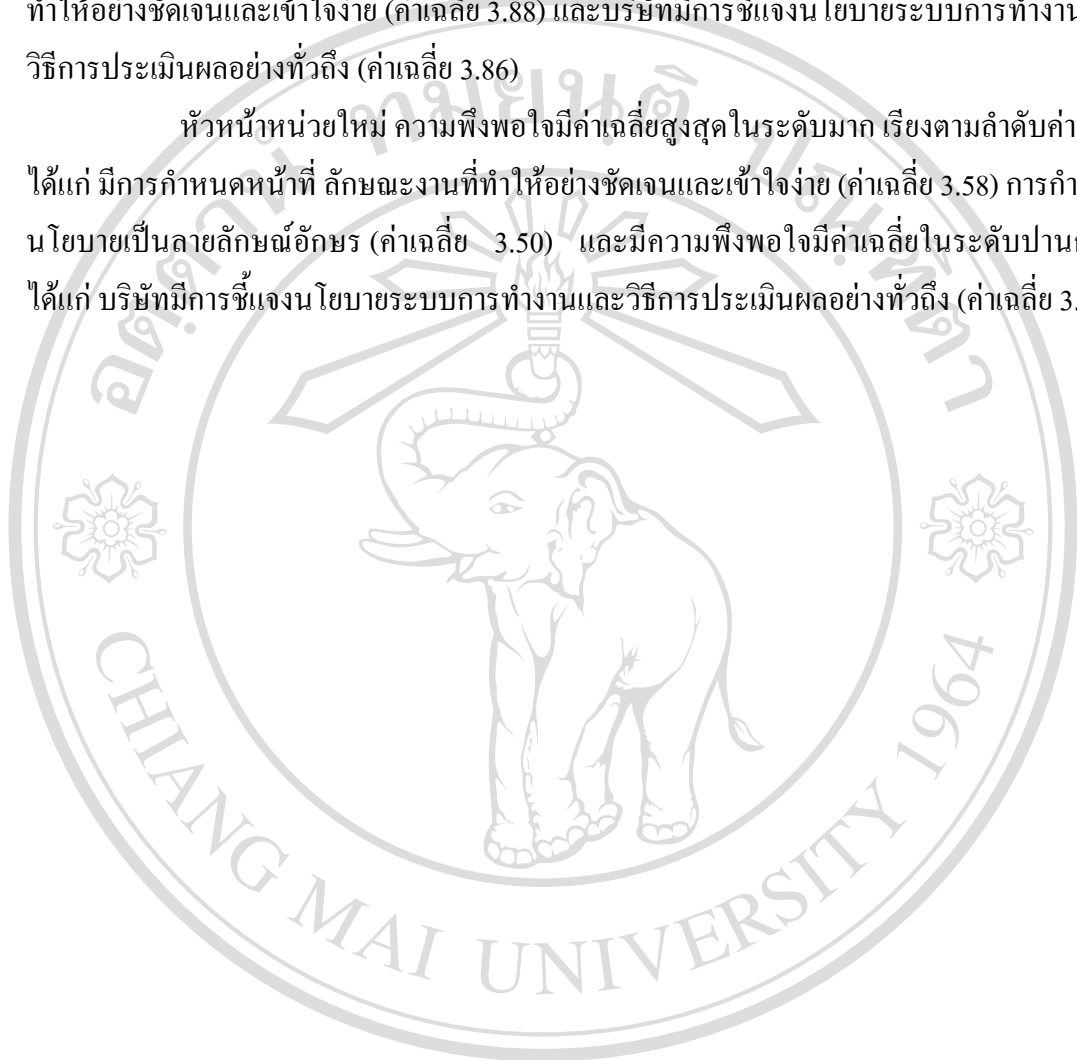 ทำให้อย่างชัดเจนและเข้าใจง่าย (ค่าเฉลี่ย 3.88) และบริษัทมีการชี้แจงนโยบายระบบการทำงาน
วิธีการประเมินผลอย่างทั่วถึง (ค่าเฉลี่ย 3.86)
หัวหน้าหน่วยใหม่ ความพึงพอใจมีค่าเฉลี่ยสูงสุดในระดับมาก เรียงตามลำดับค่า
ได้แก่ มีการกำหนดหน้าที่ ลักษณะงานที่ทำให้อย่างชัดเจนและเข้าใจง่าย (ค่าเฉลี่ย 3.58) การกำ
นโยบายเป็นลายลักษณ์อักษร (ค่าเฉลี่ย 3.50) และมีความพึงพอใจมีค่าเฉลี่ยในระดับปาน
ได้แก่ บริษัทมีการชี้แจงนโยบายระบบการทำงานและวิธีการประเมินผลอย่างทั่วถึง (ค่าเฉลี่ย 3.
อตฺตานํ ทมยนฺติ ปณฺฑิตา
CHIANG MAI UNIVERSITY 1964